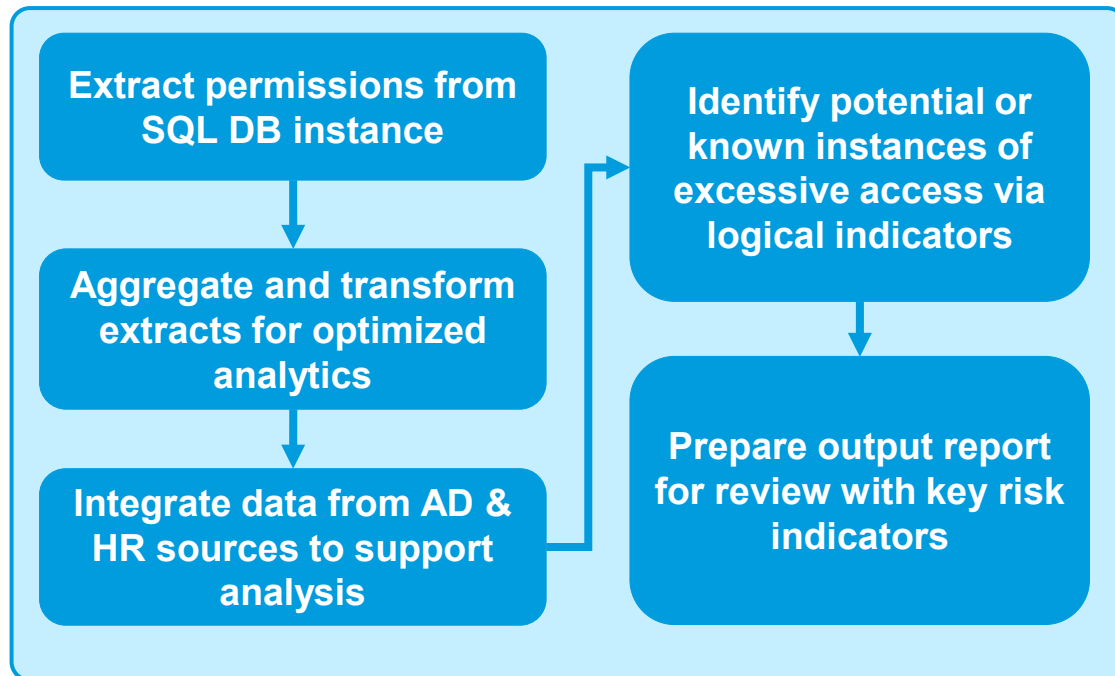 Extract permissions from
SQL DB instance
Aggregate and transform
extracts for optimized
analytics
Integrate data from AD &
HR sources to support
analysis
Identify potential or
known instances of
excessive access via
logical indicators
Prepare output report
for review with key risk
indicators